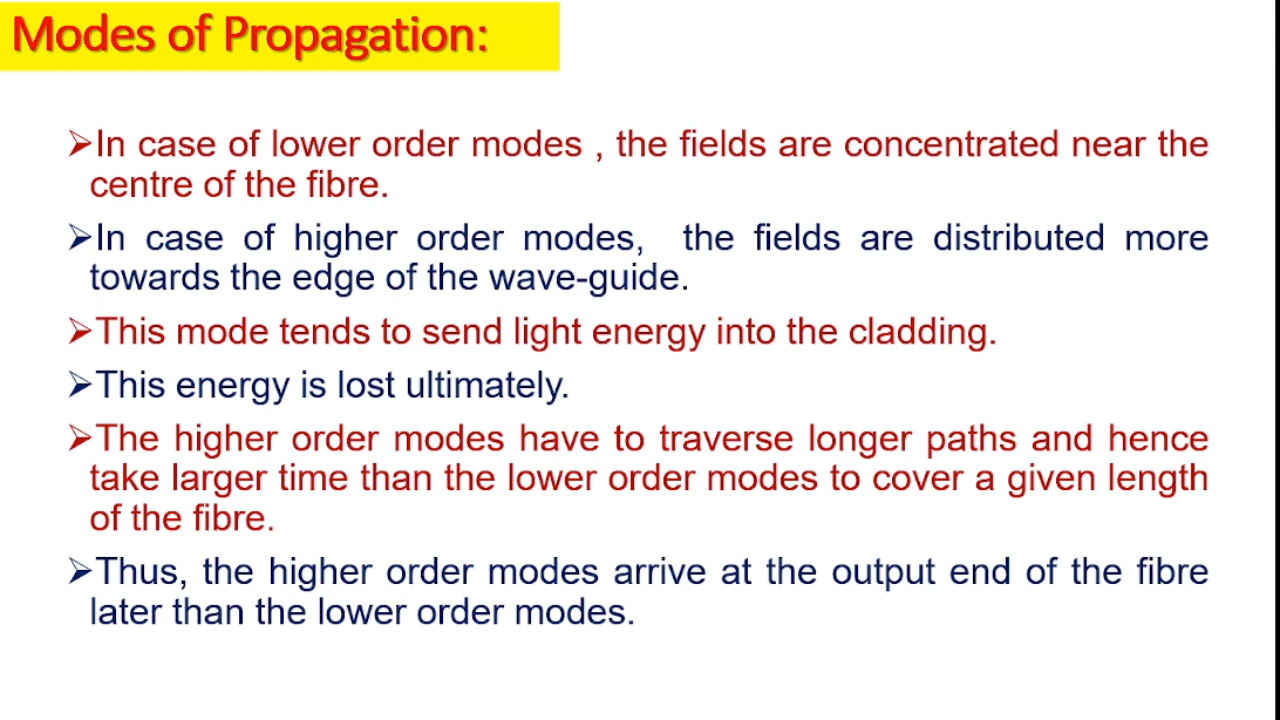 Modes of Propagation:
➢In case of lower order modes , the fields are concentrated near the
centre of the fibre.
➢In case of higher order modes, the fields are distributed more
towards the edge of the wave-guide.
➢This mode tends to send light energy into the cladding.
➢This energy is lost ultimately.
➢The higher order modes have to traverse longer paths and hence
take larger time than the lower order modes to cover a given length
of the fibre.
➢Thus, the higher order modes arrive at the output end of the fibre
later than the lower order modes.